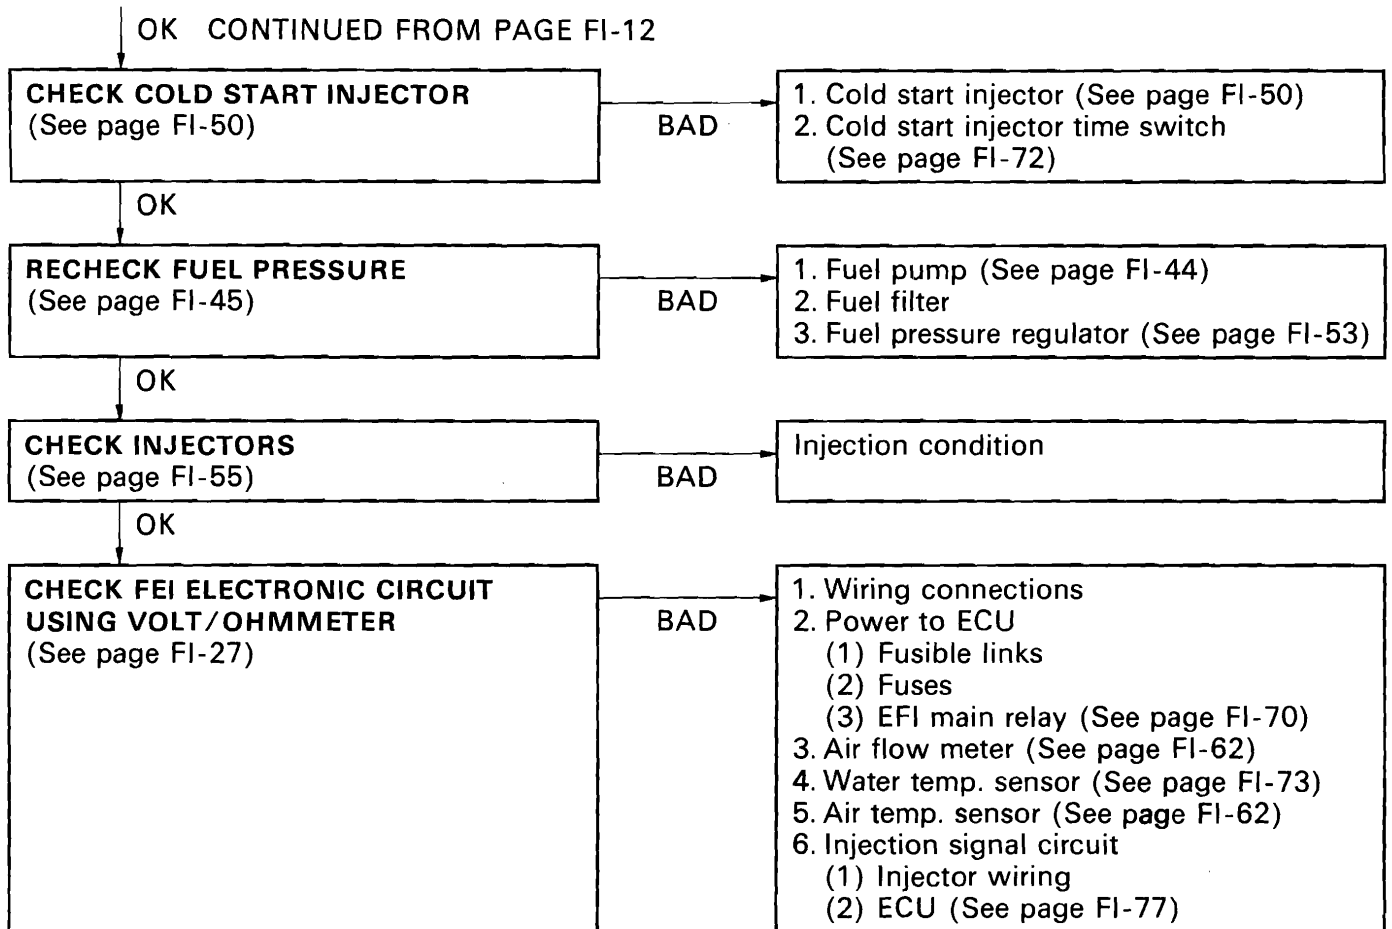 OK CONTINUED FROM PAGE FI-12
CHECK COLD START INJECTOR
(See page FI-50)
BAD
1. Cold start injector (See page FI-50)
2. Cold start injector time switch
(See page FI-72)
OK
RECHECK FUEL PRESSURE
(See page FI-45)
BAD
1. Fuel pump (See page FI-44)
2. Fuel filter
3. Fuel pressure regulator (See page FI-53)
OK
CHECK INJECTORS
(See page FI-55)
BAD
Injection condition
OK
CHECK FEI ELECTRONIC CIRCUIT
USING VOLT/OHMMETER
(See page FI-27)
BAD
1. Wiring connections
2. Power to ECU
(1) Fusible links
(2) Fuses
(3) EFI main relay (See page FI-70)
3. Air flow meter (See page FI-62)
4. Water temp. sensor (See page FI-73)
5. Air temp. sensor (See page FI-62)
6. Injection signal circuit
(1) Injector wiring
(2) ECU (See page FI-77)